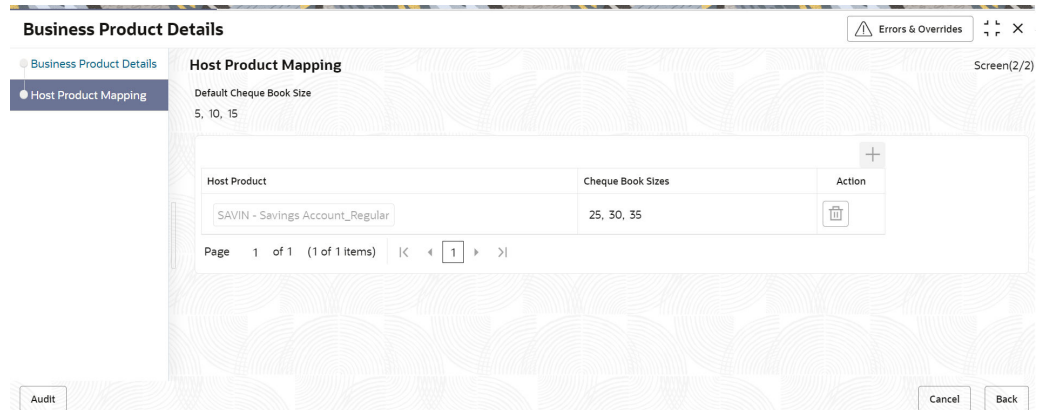 Business Product Details
Errors & Overrides
Business Product Details
Host Product Mapping
Host Product Mapping
Screen(2/2)
Default Cheque Book Size
5, 10, 15
Host Product Cheque Book Sizes Action
SAVIN - Savings Account_Regular 25, 30, 35
Page 1 of 1 (1 of 1 items) 1
Audit Cancel Back